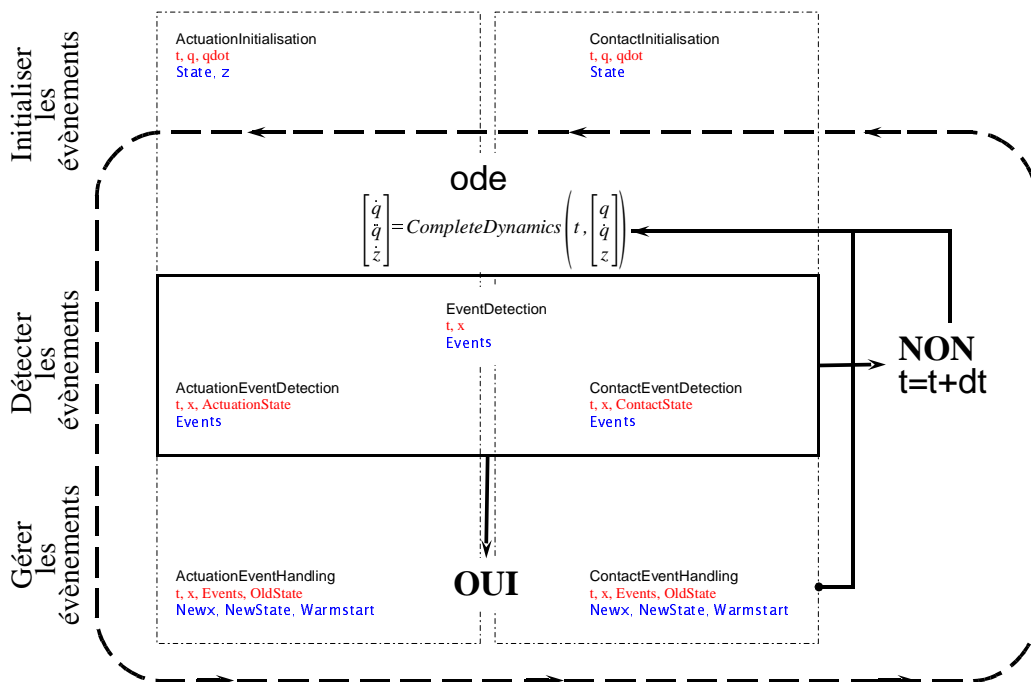 Initialiser
les
évènements
ActuationInitialisation
t, q, qdot
State, z
ContactInitialisation
t, q, qdot
State
ode
[q̇ q̈ ż] = CompleteDynamics(t, [q q̇ z])
Détecter
les
évènements
EventDetection
t, x
Events
ActuationEventDetection
t, x, ActuationState
Events
ContactEventDetection
t, x, ContactState
Events
NON
t=t+dt
Gérer
les
évènements
ActuationEventHandling
t, x, Events, OldState
Newx, NewState, Warmstart
OUI
ContactEventHandling
t, x, Events, OldState
Newx, NewState, Warmstart